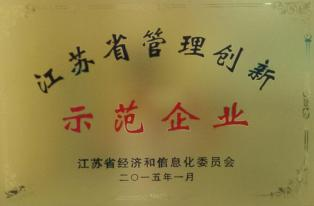 江苏省管理创新
示范企业
江苏省经济和信息化委员会
二〇一五年一月